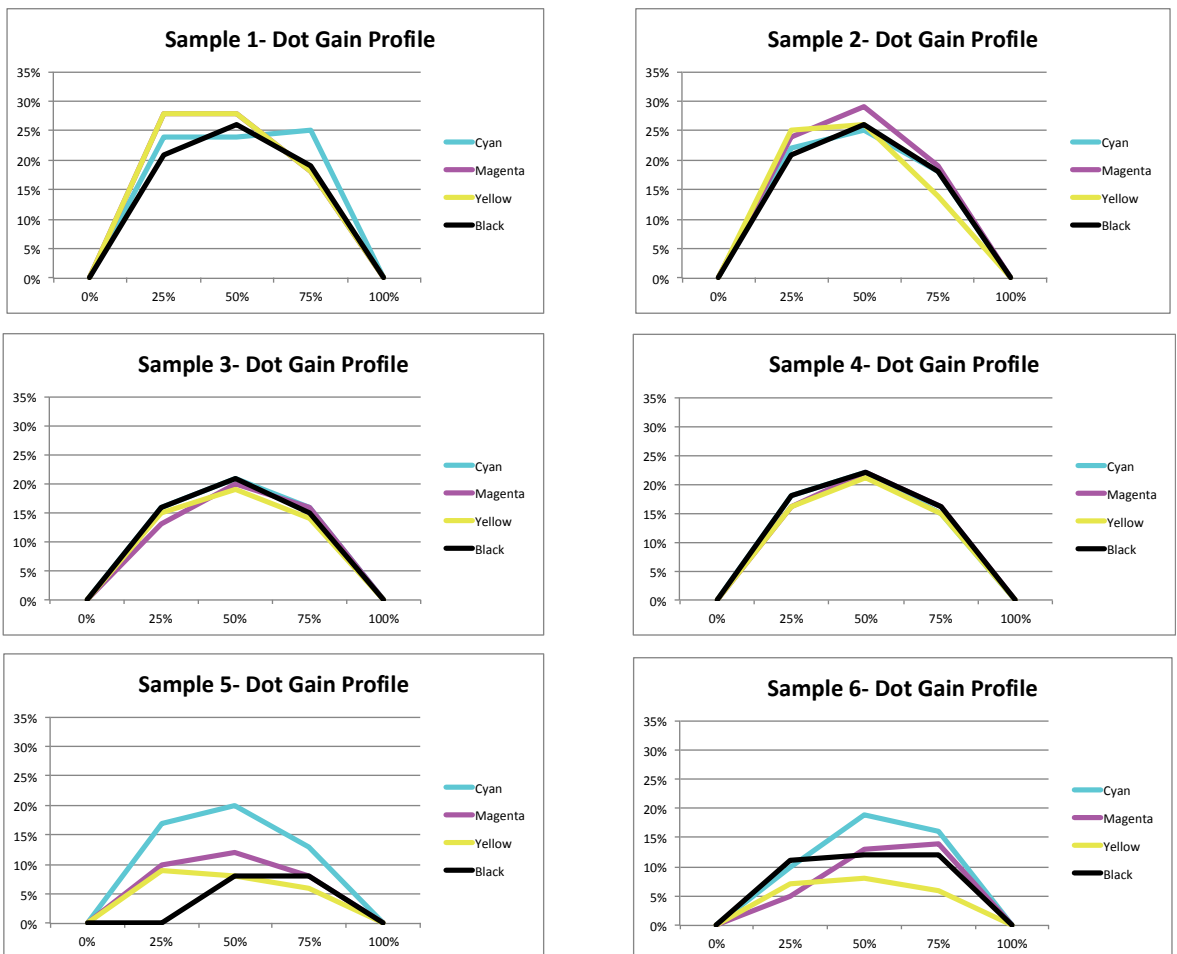 Sample 1- Dot Gain Profile
35%
30%
25%
20%
15%
10%
5%
0%
0% 25% 50% 75% 100%
Cyan
Magenta
Yellow
Black
Sample 2- Dot Gain Profile
35%
30%
25%
20%
15%
10%
5%
0%
0% 25% 50% 75% 100%
Cyan
Magenta
Yellow
Black
Sample 3- Dot Gain Profile
35%
30%
25%
20%
15%
10%
5%
0%
0% 25% 50% 75% 100%
Cyan
Magenta
Yellow
Black
Sample 4- Dot Gain Profile
35%
30%
25%
20%
15%
10%
5%
0%
0% 25% 50% 75% 100%
Cyan
Magenta
Yellow
Black
Sample 5- Dot Gain Profile
35%
30%
25%
20%
15%
10%
5%
0%
0% 25% 50% 75% 100%
Cyan
Magenta
Yellow
Black
Sample 6- Dot Gain Profile
35%
30%
25%
20%
15%
10%
5%
0%
0% 25% 50% 75% 100%
Cyan
Magenta
Yellow
Black